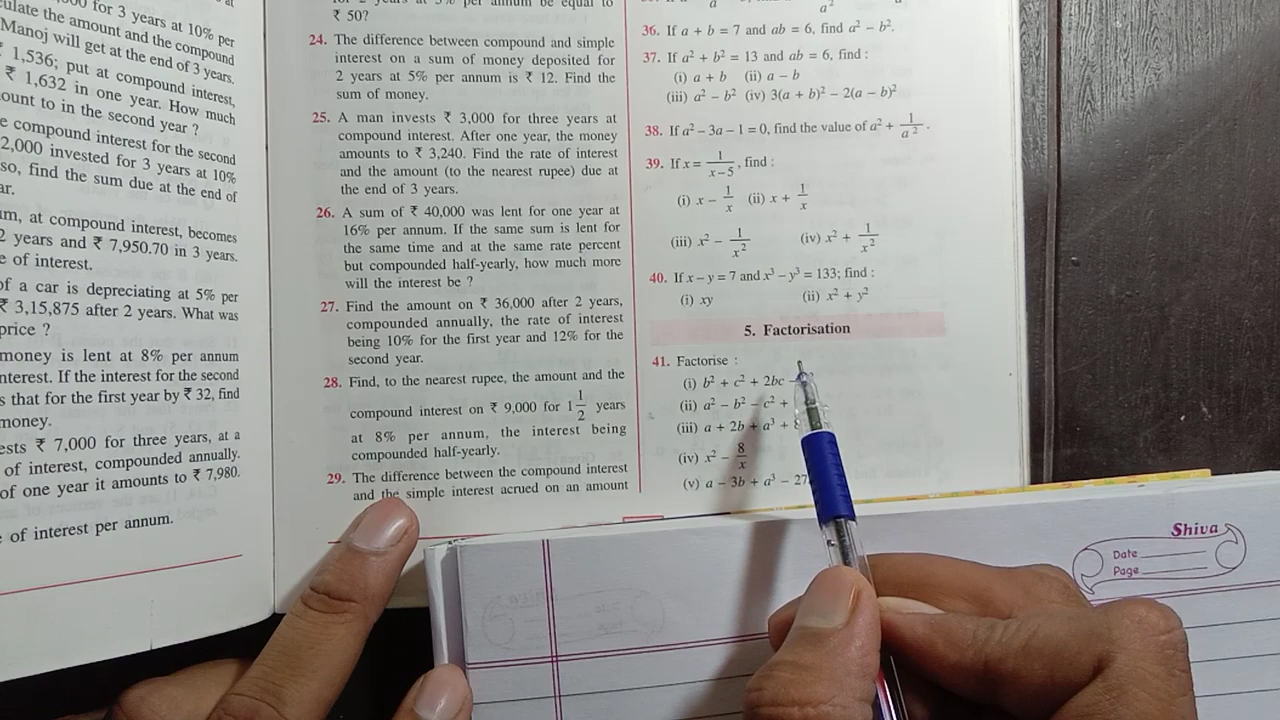 for 3 years at 10% per
culate the amount and the compound
Manoj will get at the end of 3 years.
₹ 1,536; put at compound interest,
₹ 1,632 in one year. How much
ount to in the second year ?
e compound interest for the second
2,000 invested for 3 years at 10%
so, find the sum due at the end of
ar.
um, at compound interest, becomes
2 years and ₹ 7,950.70 in 3 years.
e of interest.
of a car is depreciating at 5% per
₹ 3,15,875 after 2 years. What was
price ?
money is lent at 8% per annum
nterest. If the interest for the second
s that for the first year by ₹ 32, find
money.
ests ₹ 7,000 for three years, at a
of interest, compounded annually.
of one year it amounts to ₹ 7,980.
of interest per annum.
per annum be equal to
₹ 50?
24. The difference between compound and simple
interest on a sum of money deposited for
2 years at 5% per annum is ₹ 12. Find the
sum of money.
25. A man invests ₹ 3,000 for three years at
compound interest. After one year, the money
amounts to ₹ 3,240. Find the rate of interest
and the amount (to the nearest rupee) due at
the end of 3 years.
26. A sum of ₹ 40,000 was lent for one year at
16% per annum. If the same sum is lent for
the same time and at the same rate percent
but compounded half-yearly, how much more
will the interest be ?
27. Find the amount on ₹ 36,000 after 2 years,
compounded annually, the rate of interest
being 10% for the first year and 12% for the
second year.
28. Find, to the nearest rupee, the amount and the
compound interest on ₹ 9,000 for 1 1/2 years
at 8% per annum, the interest being
compounded half-yearly.
29. The difference between the compound interest
and the simple interest acrued on an amount
36. If a + b = 7 and ab = 6, find a² – b².
37. If a² + b² = 13 and ab = 6, find :
(i) a + b (ii) a – b
(iii) a² – b² (iv) 3(a + b)² – 2(a – b)²
38. If a² – 3a – 1 = 0, find the value of a² + 1/a² .
39. If x = 1/(x–5), find :
(i) x – 1/x (ii) x + 1/x
(iii) x² – 1/x² (iv) x² + 1/x²
40. If x – y = 7 and x³ – y³ = 133; find :
(i) xy (ii) x² + y²
5. Factorisation
41. Factorise :
(i) b² + c² + 2bc
(ii) a² – b² – c² +
(iii) a + 2b + a³ +
(iv) x² – 8/x
(v) a – 3b + a³ – 27
Shiva
Date
Page